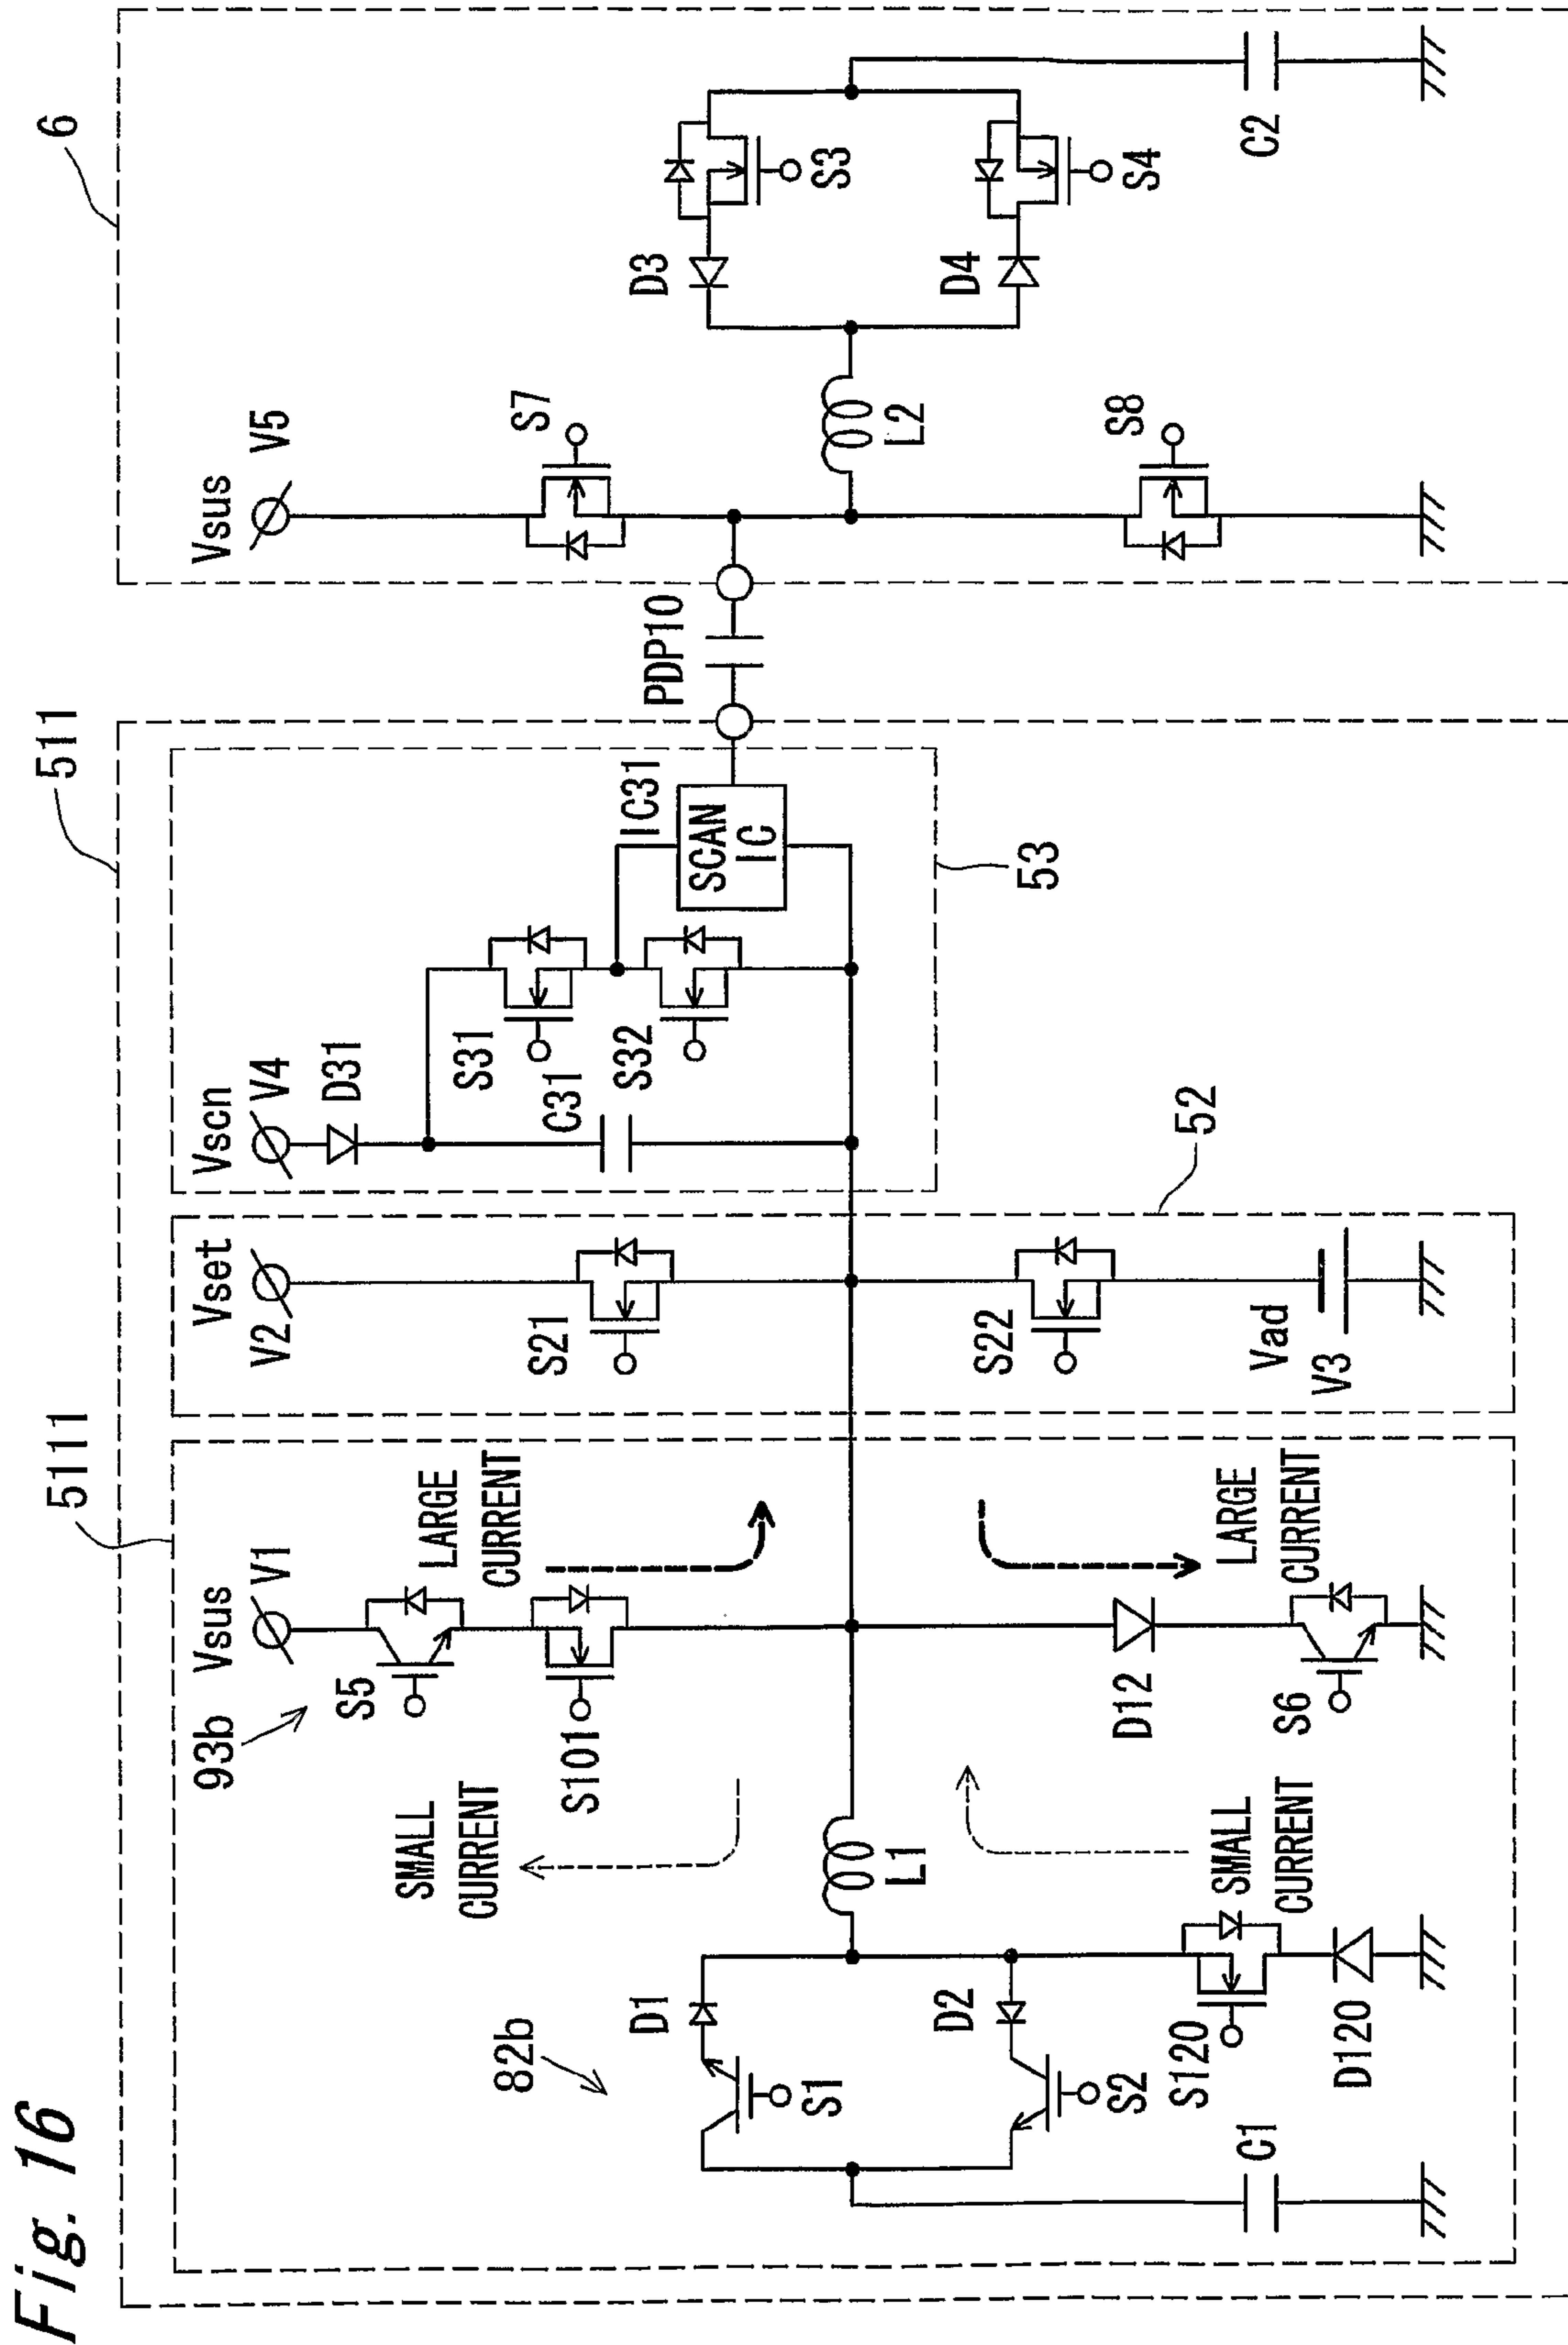 Fig. 16
511
5111
6
Vsus
V1
93b
S5
LARGE
CURRENT
S101
SMALL
CURRENT
82b
D1
S1
D2
S2
L1
S120
D120
C1
SMALL
CURRENT
D12
S6
LARGE
CURRENT
Vset
V2
S21
S22
Vad
V3
52
Vscn
V4
D31
S31
C31
S32
IC31
SCAN
IC
53
PDP10
Vsus
V5
S7
L2
S8
D3
S3
D4
S4
C2